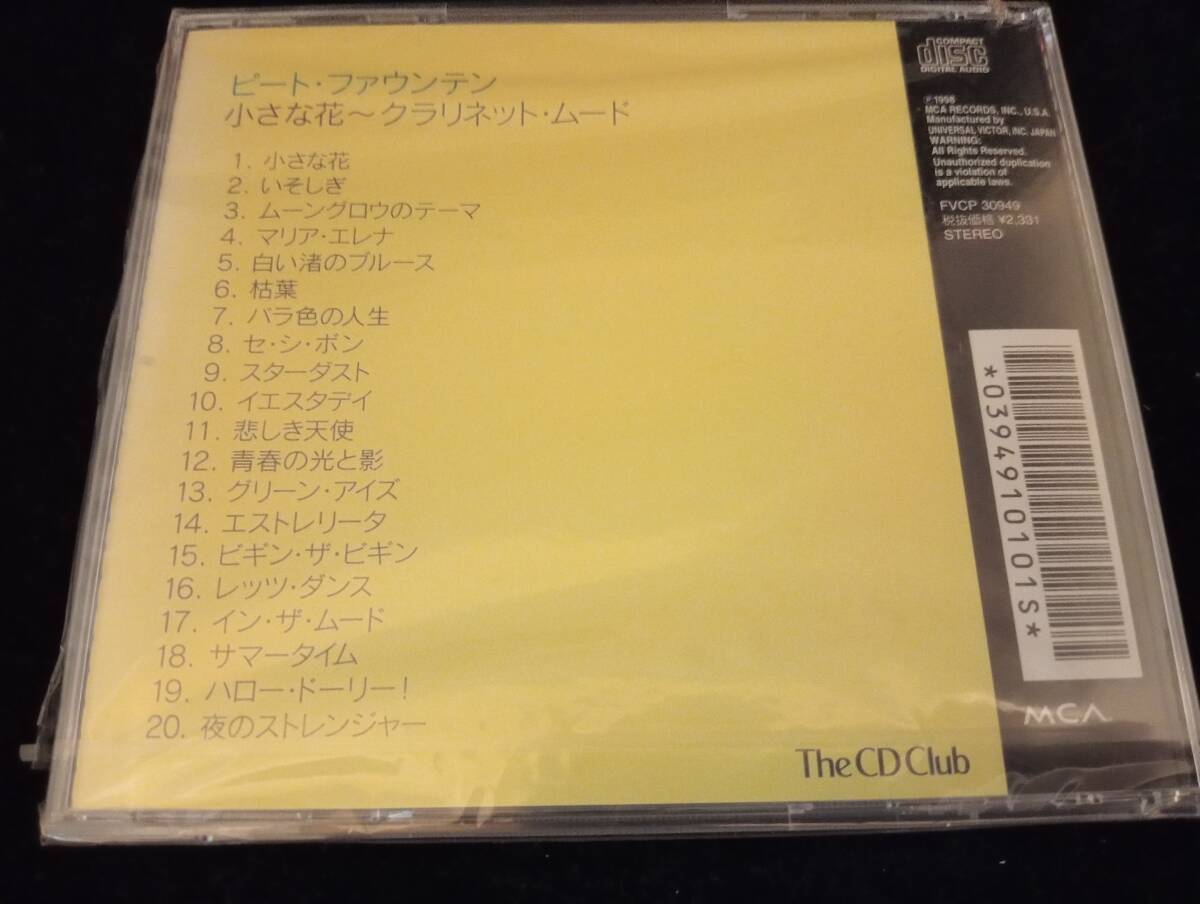 ピート・ファウンテン
小さな花～クラリネット・ムード
1. 小さな花
2. いそしぎ
3. ムーングロウのテーマ
4. マリア・エレナ
5. 白い渚のブルース
6. 枯葉
7. バラ色の人生
8. セ・シ・ボン
9. スターダスト
10. イエスタデイ
11. 悲しき天使
12. 青春の光と影
13. グリーン・アイズ
14. エストレリータ
15. ビギン・ザ・ビギン
16. レッツ・ダンス
17. イン・ザ・ムード
18. サマータイム
19. ハロー・ドーリー！
20. 夜のストレンジャー
The CD Club
COMPACT
disc
DIGITAL AUDIO
℗1998
MCA RECORDS, INC., U.S.A.
Manufactured by
UNIVERSAL VICTOR, INC. JAPAN
WARNING:
All Rights Reserved.
Unauthorized duplication
is a violation of
applicable laws.
FVCP 30949
税抜価格 ¥2,331
STEREO
*0394910101S*
MCA